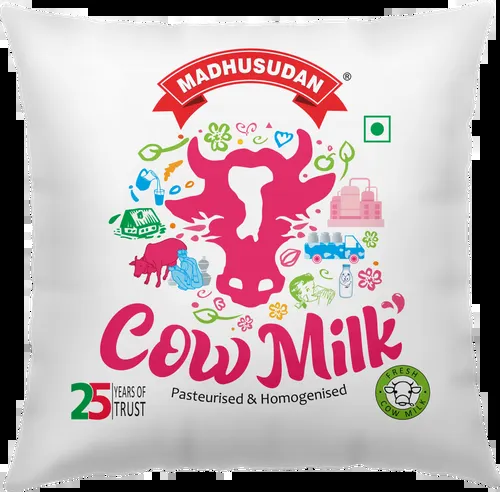 MADHUSUDAN®
Cow Milk
Pasteurised & Homogenised
25 YEARS OF
TRUST
FRESH
COW MILK